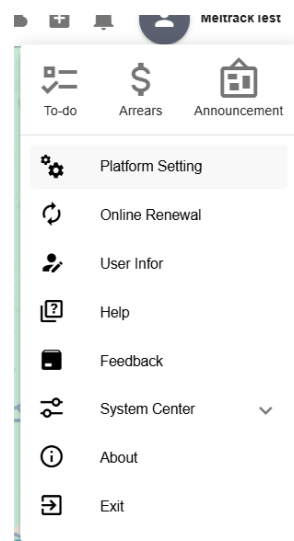 Meitrack Test
To-do Arrears Announcement
Platform Setting
Online Renewal
User Infor
Help
Feedback
System Center
About
Exit